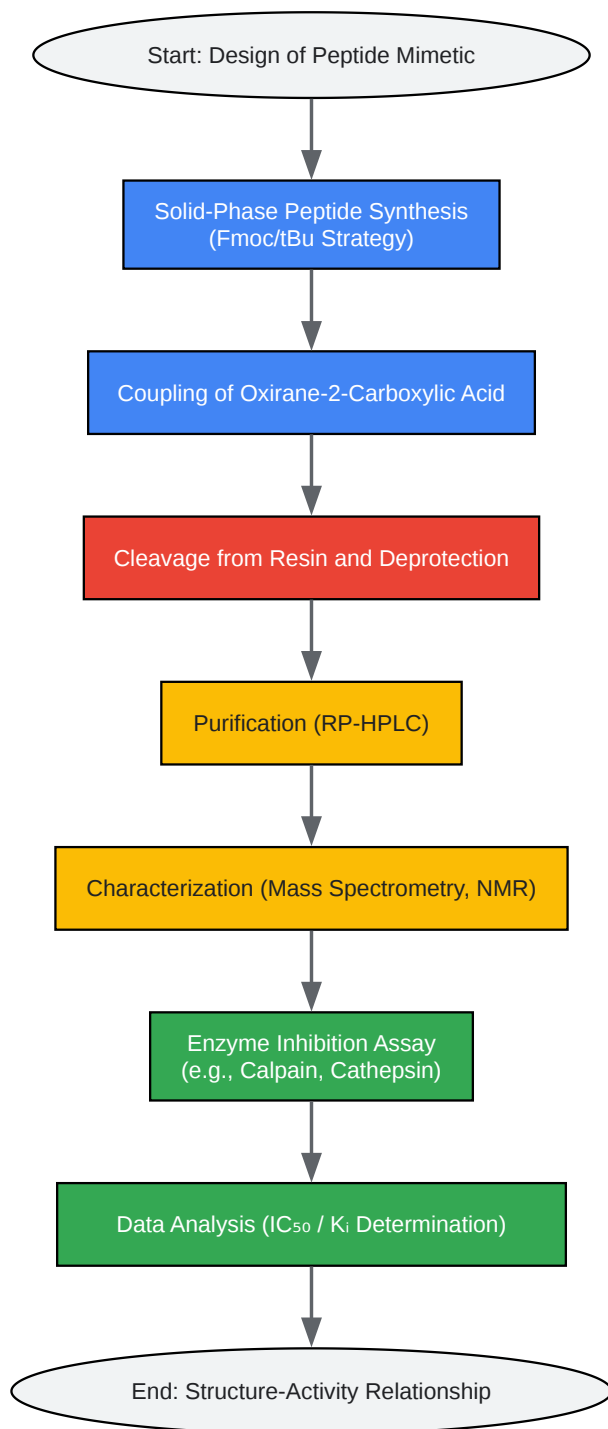 Start: Design of Peptide Mimetic
Solid-Phase Peptide Synthesis
(Fmoc/tBu Strategy)
Coupling of Oxirane-2-Carboxylic Acid
Cleavage from Resin and Deprotection
Purification (RP-HPLC)
Characterization (Mass Spectrometry, NMR)
Enzyme Inhibition Assay
(e.g., Calpain, Cathepsin)
Data Analysis (IC₅₀ / Kᵢ Determination)
End: Structure-Activity Relationship